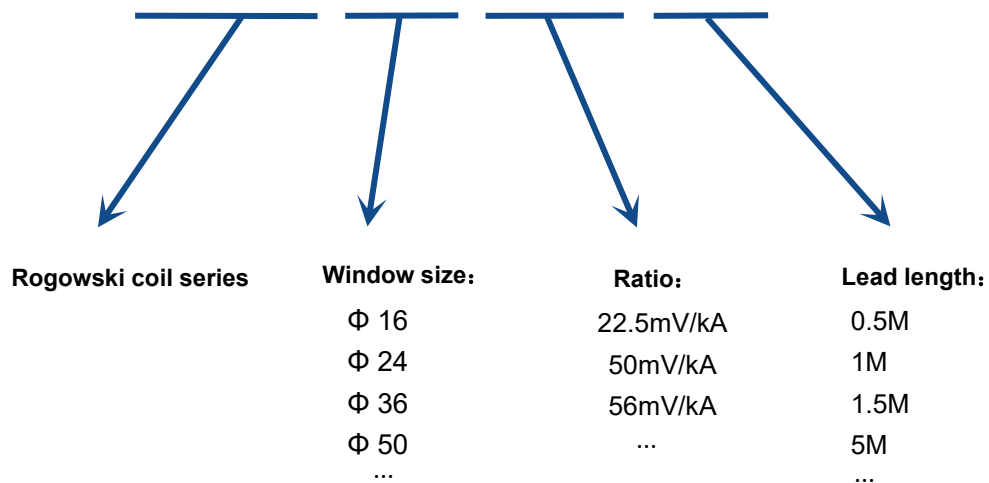 Rogowski coil series
Window size：
Φ 16
Φ 24
Φ 36
Φ 50
...
Ratio：
22.5mV/kA
50mV/kA
56mV/kA
...
Lead length：
0.5M
1M
1.5M
5M
...